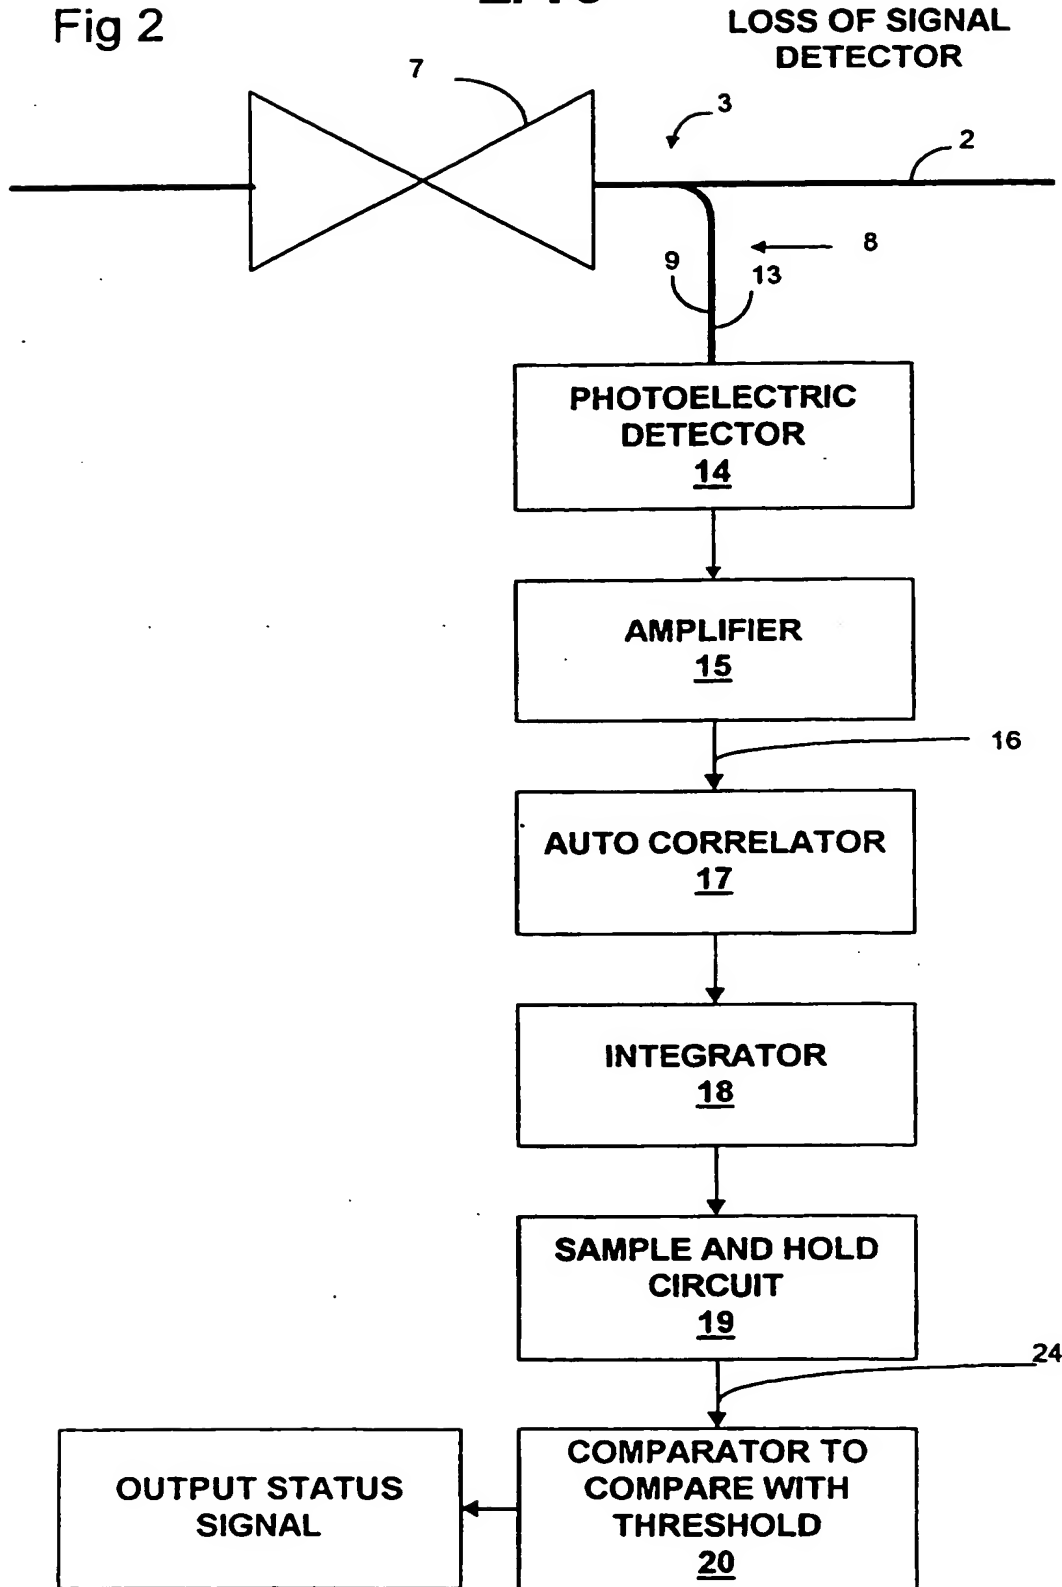 Fig 2
LOSS OF SIGNAL
DETECTOR
7
3
2
8
9
13
PHOTOELECTRIC
DETECTOR
14
AMPLIFIER
15
16
AUTO CORRELATOR
17
INTEGRATOR
18
SAMPLE AND HOLD
CIRCUIT
19
24
COMPARATOR TO
COMPARE WITH
THRESHOLD
20
OUTPUT STATUS
SIGNAL